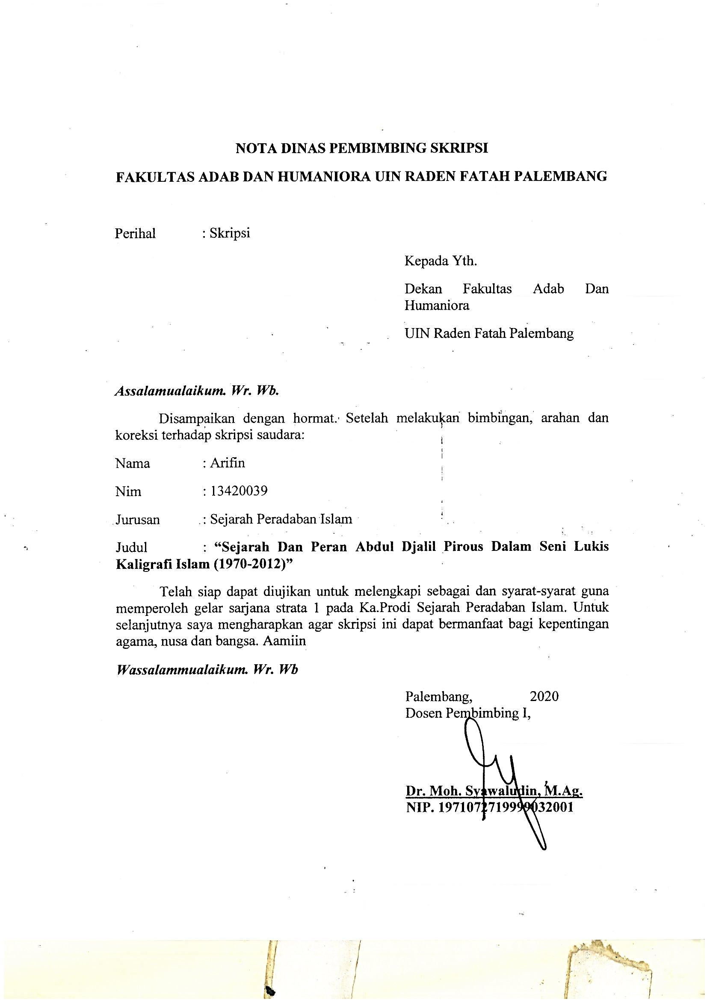 NOTA DINAS PEMBIMBING SKRIPSI
FAKULTAS ADAB DAN HUMANIORA UIN RADEN FATAH PALEMBANG
Perihal : Skripsi
Kepada Yth.
Dekan Fakultas Adab Dan
Humaniora
UIN Raden Fatah Palembang
Assalamualaikum. Wr. Wb.
Disampaikan dengan hormat. Setelah melakukan bimbingan, arahan dan
koreksi terhadap skripsi saudara:
Nama : Arifin
Nim : 13420039
Jurusan : Sejarah Peradaban Islam
Judul : “Sejarah Dan Peran Abdul Djalil Pirous Dalam Seni Lukis
Kaligrafi Islam (1970-2012)”
Telah siap dapat diujikan untuk melengkapi sebagai dan syarat-syarat guna
memperoleh gelar sarjana strata 1 pada Ka.Prodi Sejarah Peradaban Islam. Untuk
selanjutnya saya mengharapkan agar skripsi ini dapat bermanfaat bagi kepentingan
agama, nusa dan bangsa. Aamiin
Wassalammualaikum. Wr. Wb
Palembang, 2020
Dosen Pembimbing I,
Dr. Moh. Syawaludin, M.Ag.
NIP. 1971072719999032001